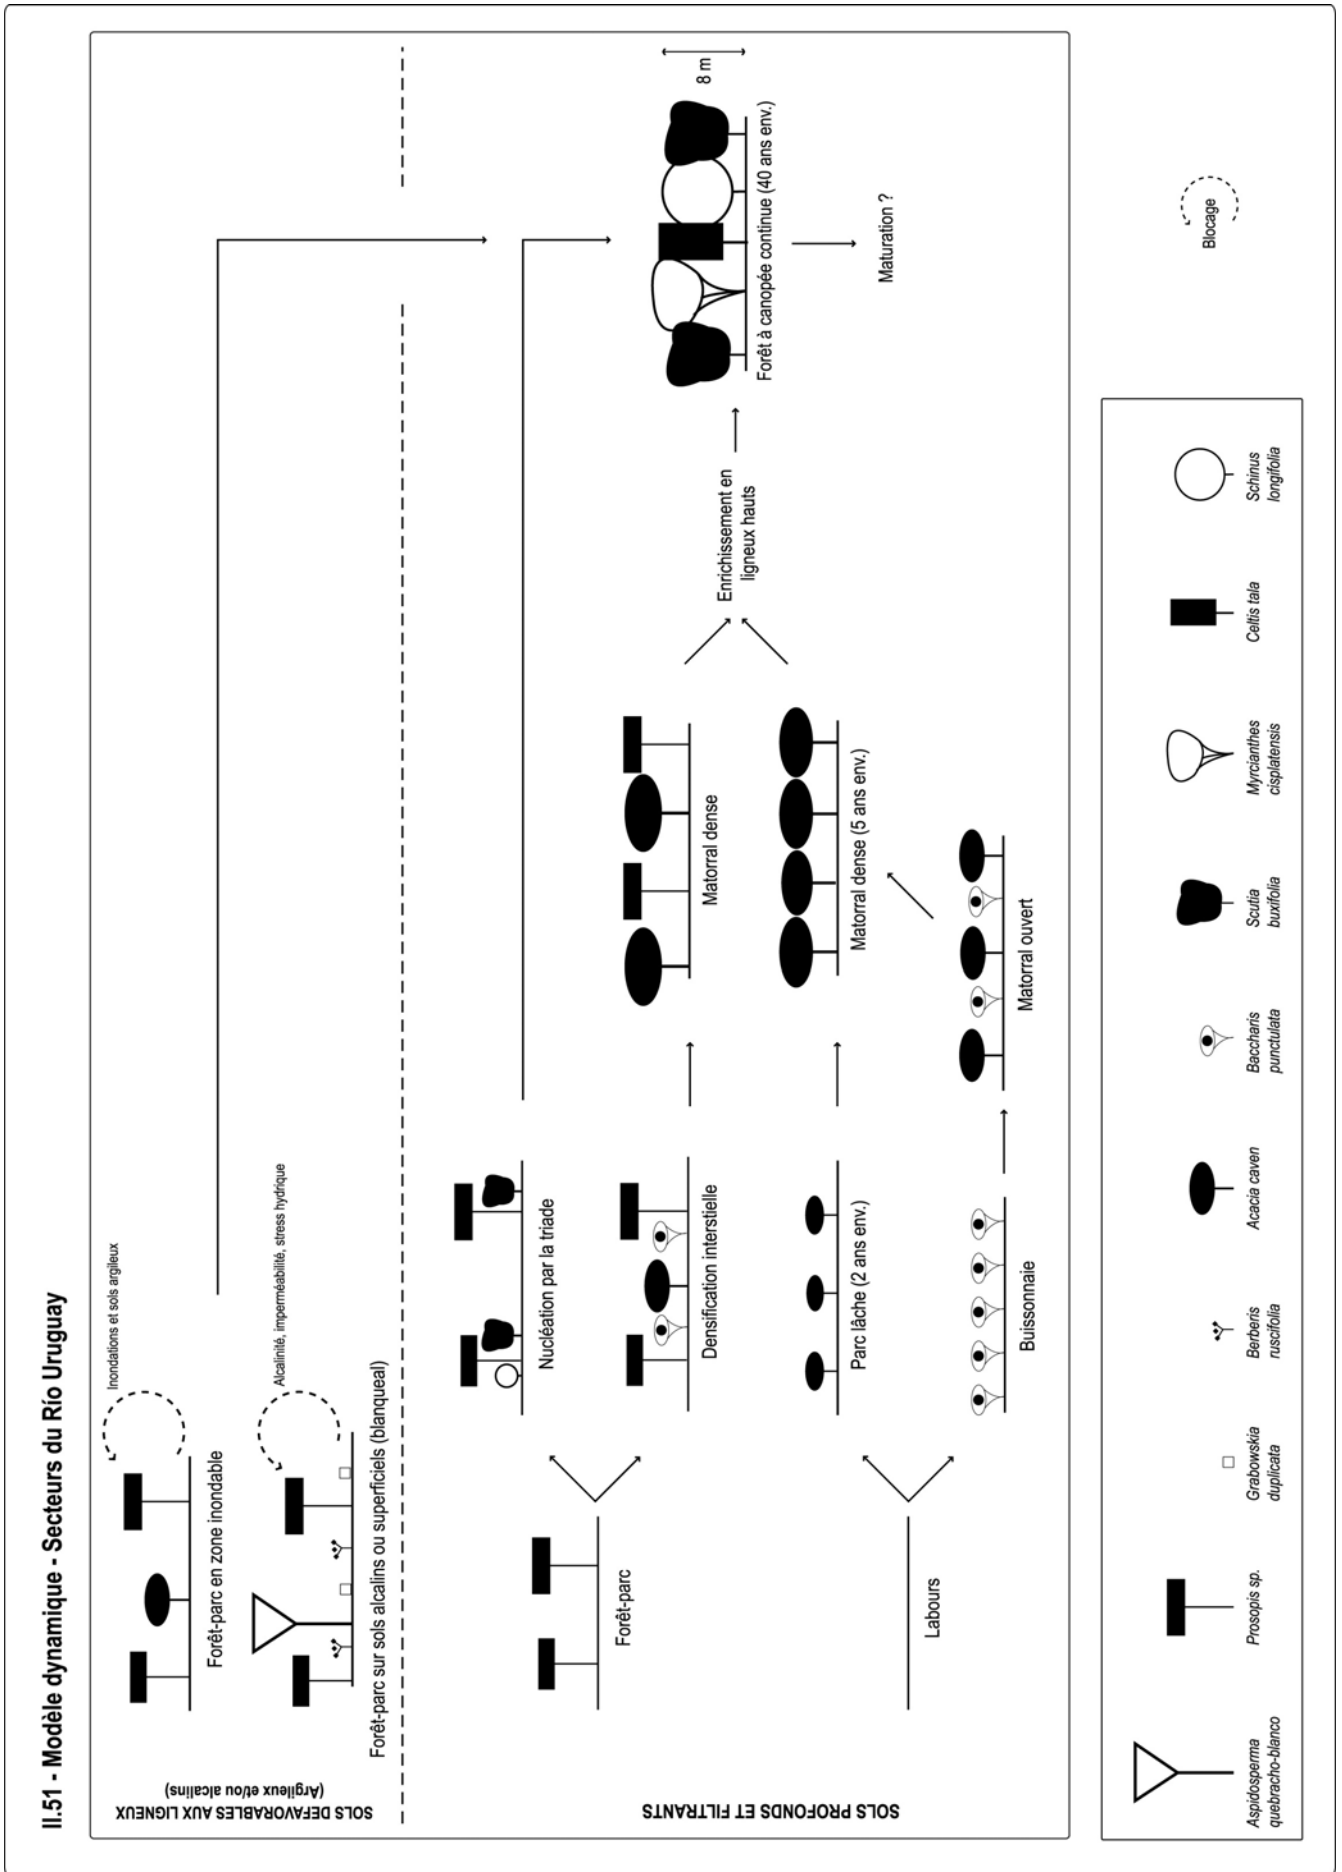 II.51 - Modèle dynamique - Secteurs du Río Uruguay
SOLS DEFAVORABLES AUX LIGNEUX
(Argileux et/ou alcalins)
Inondations et sols argileux
Forêt-parc en zone inondable
Alcalinité, imperméabilité, stress hydrique
Forêt-parc sur sols alcalins ou superficiels (blanqueal)
SOLS PROFONDS ET FILTRANTS
Forêt-parc
Nucléation par la triade
Densification interstielle
Matorral dense
Labours
Parc lâche (2 ans env.)
Matorral dense (5 ans env.)
Buissonnaie
Matorral ouvert
Enrichissement en
ligneux hauts
8 m
Forêt à canopée continue (40 ans env.)
Maturation ?
Aspidosperma
quebracho-blanco
Prosopis sp.
Grabowskia
duplicata
Berberis
ruscifolia
Acacia caven
Baccharis
punctulata
Scutia
buxifolia
Myrcianthes
cisplatensis
Celtis tala
Schinus
longifolia
Blocage